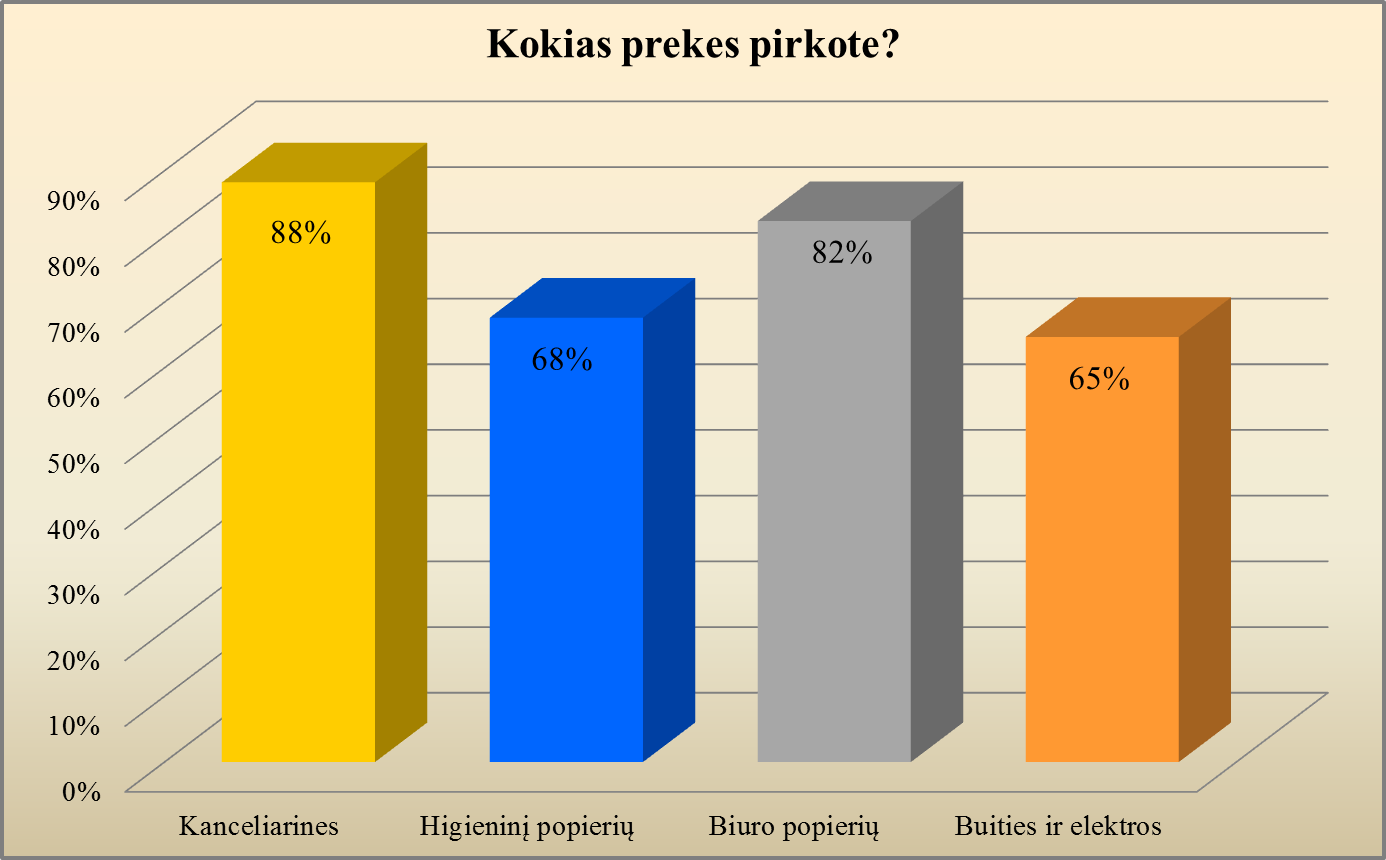 Kokias prekes pirkote?
90%
80%
70%
60%
50%
40%
30%
20%
10%
0%
88%
68%
82%
65%
Kanceliarines
Higieninį popierių
Biuro popierių
Buities ir elektros